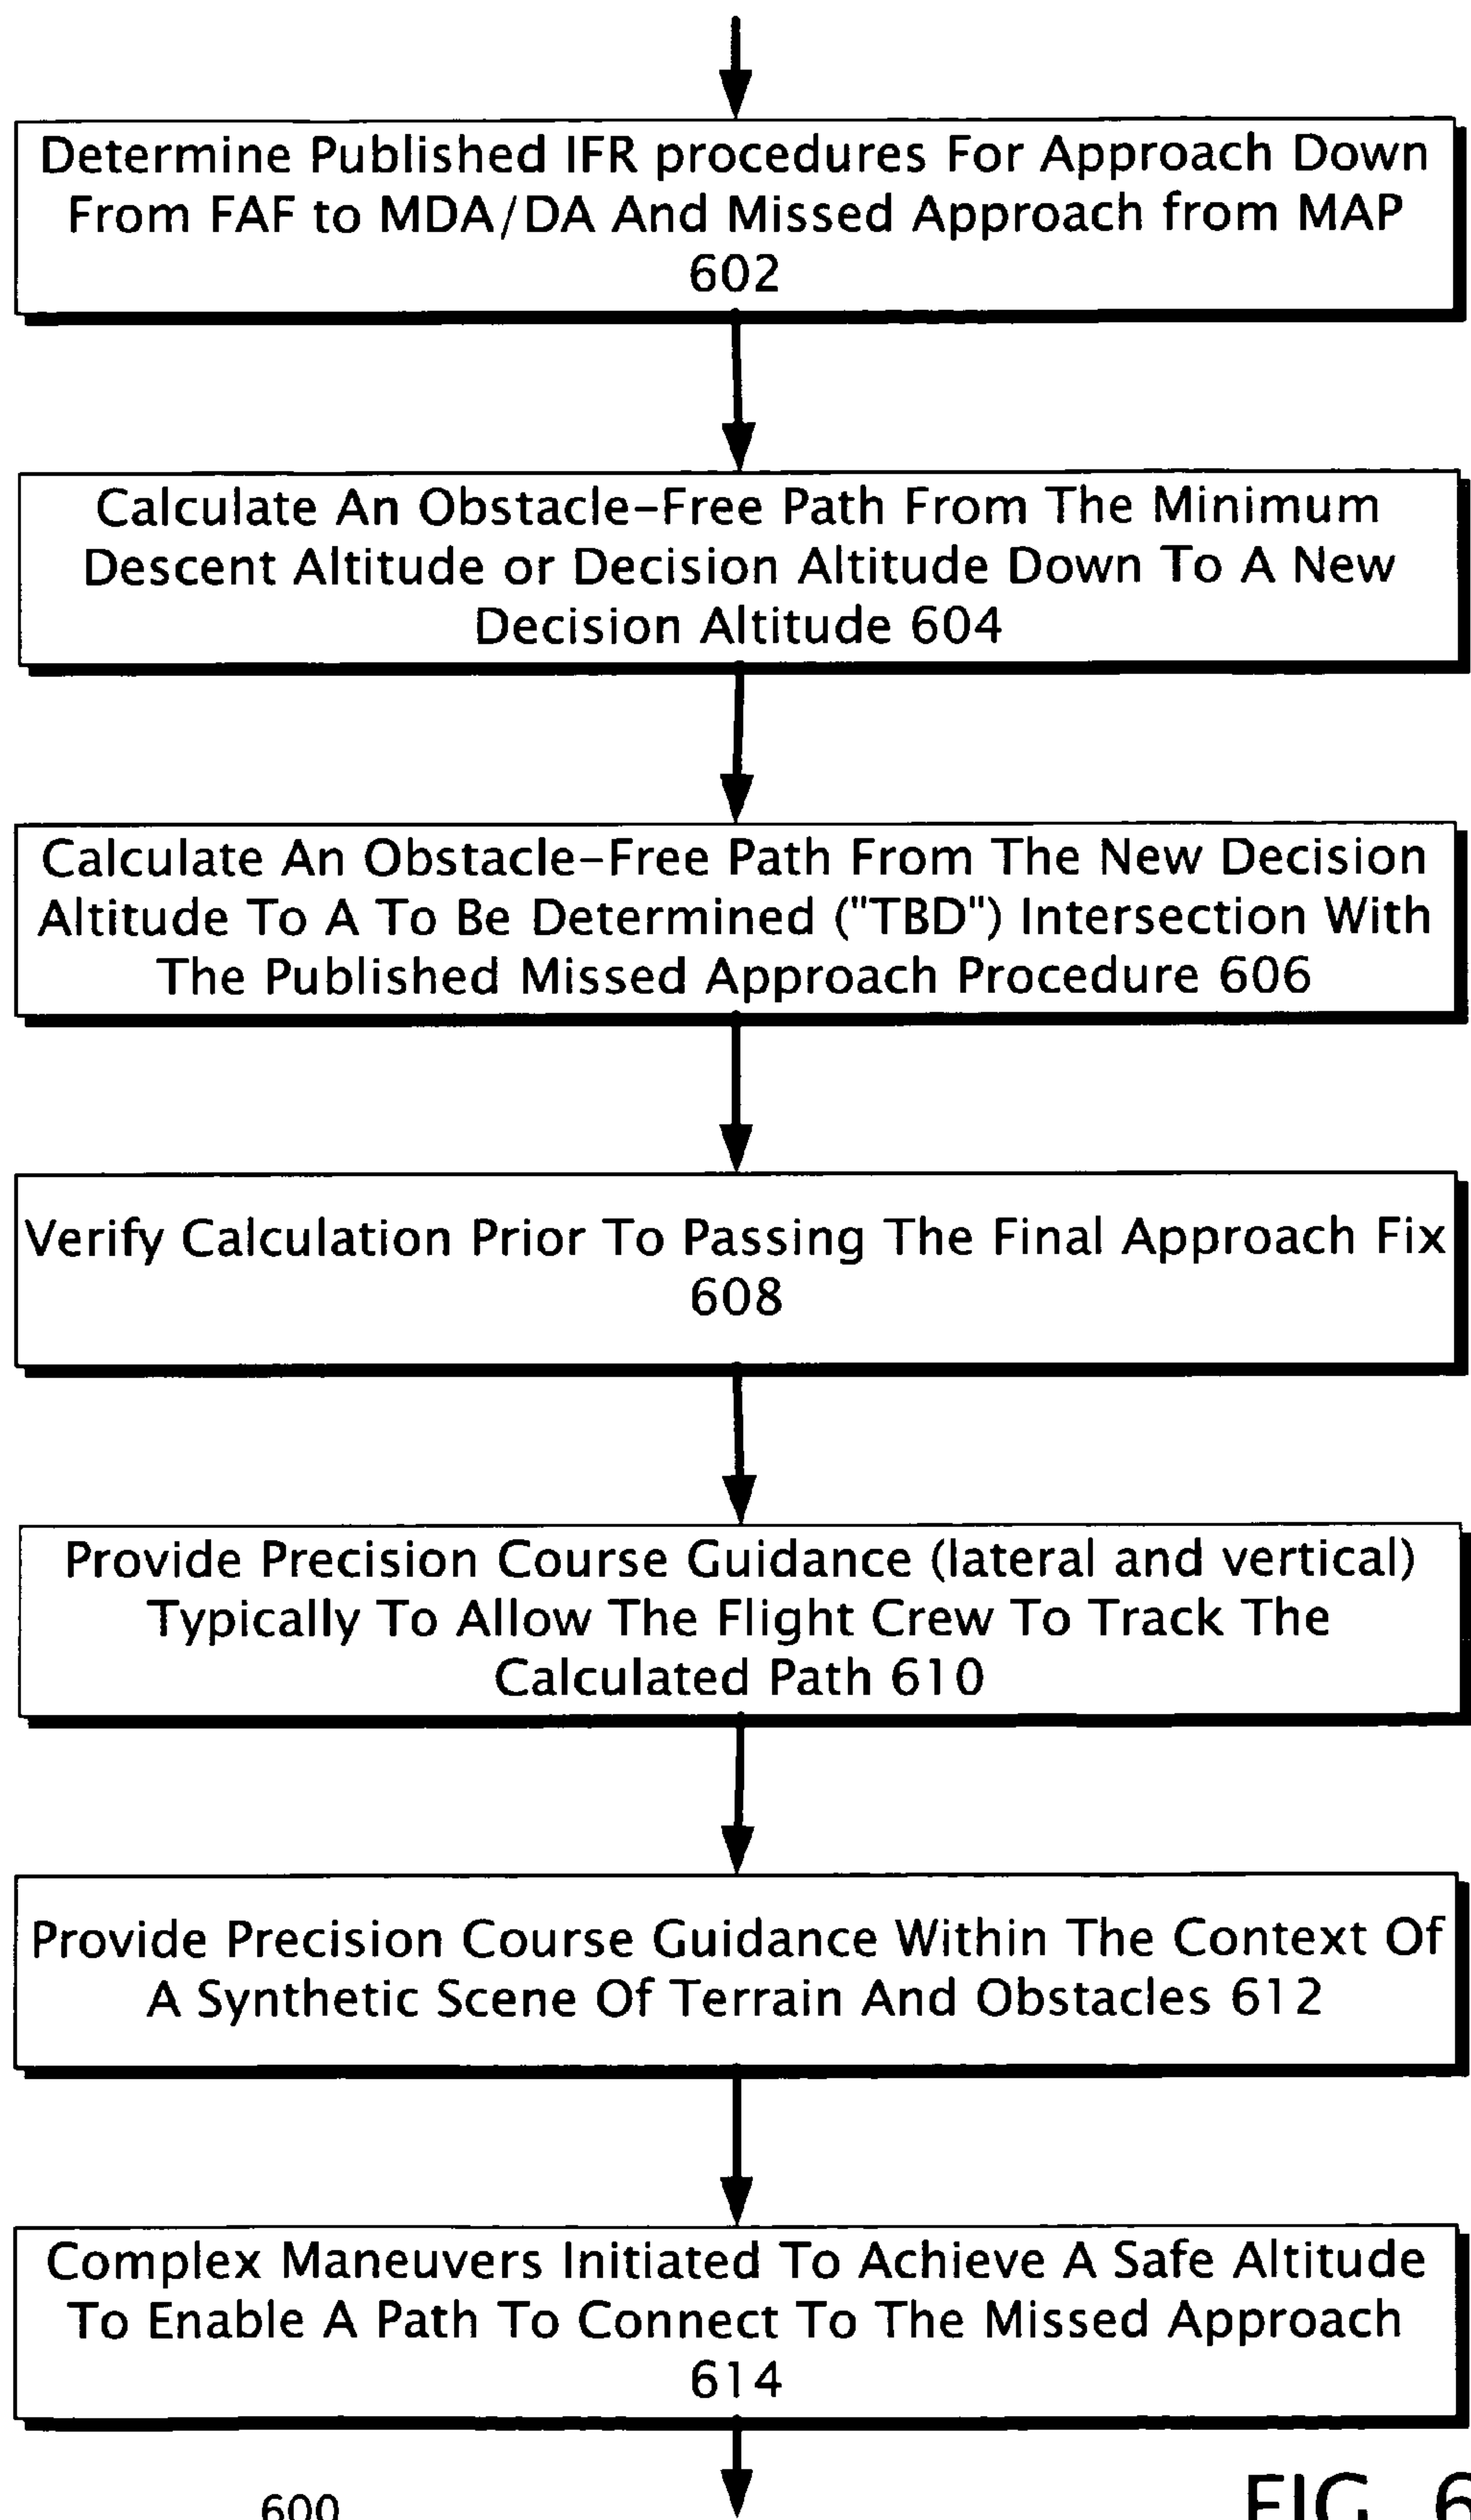 Determine Published IFR procedures For Approach Down
From FAF to MDA/DA And Missed Approach from MAP
602
Calculate An Obstacle-Free Path From The Minimum
Descent Altitude or Decision Altitude Down To A New
Decision Altitude 604
Calculate An Obstacle-Free Path From The New Decision
Altitude To A To Be Determined ("TBD") Intersection With
The Published Missed Approach Procedure 606
Verify Calculation Prior To Passing The Final Approach Fix
608
Provide Precision Course Guidance (lateral and vertical)
Typically To Allow The Flight Crew To Track The
Calculated Path 610
Provide Precision Course Guidance Within The Context Of
A Synthetic Scene Of Terrain And Obstacles 612
Complex Maneuvers Initiated To Achieve A Safe Altitude
To Enable A Path To Connect To The Missed Approach
614
600
FIG. 6